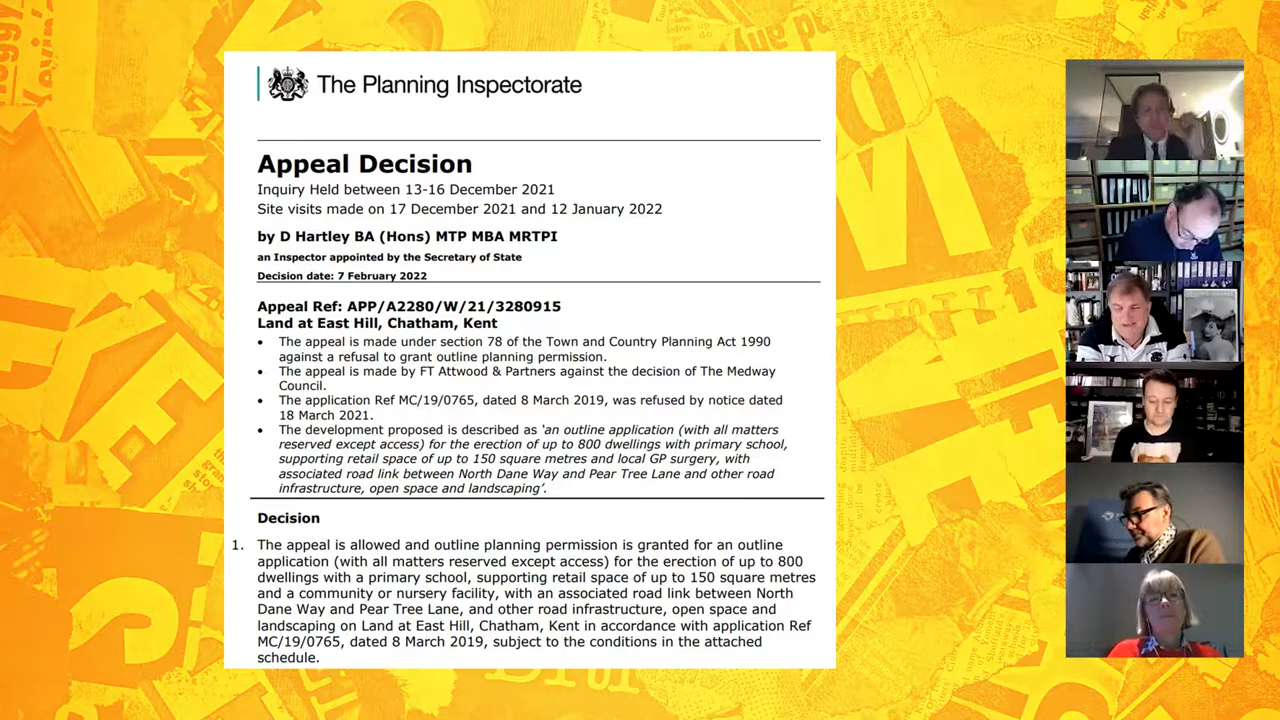 The Planning Inspectorate
Appeal Decision
Inquiry Held between 13-16 December 2021
Site visits made on 17 December 2021 and 12 January 2022
by D Hartley BA (Hons) MTP MBA MRTPI
an Inspector appointed by the Secretary of State
Decision date: 7 February 2022
Appeal Ref: APP/A2280/W/21/3280915
Land at East Hill, Chatham, Kent
• The appeal is made under section 78 of the Town and Country Planning Act 1990
against a refusal to grant outline planning permission.
• The appeal is made by FT Attwood & Partners against the decision of The Medway
Council.
• The application Ref MC/19/0765, dated 8 March 2019, was refused by notice dated
18 March 2021.
• The development proposed is described as 'an outline application (with all matters
reserved except access) for the erection of up to 800 dwellings with primary school,
supporting retail space of up to 150 square metres and local GP surgery, with
associated road link between North Dane Way and Pear Tree Lane and other road
infrastructure, open space and landscaping'.
Decision
1. The appeal is allowed and outline planning permission is granted for an outline
application (with all matters reserved except access) for the erection of up to 800
dwellings with a primary school, supporting retail space of up to 150 square metres
and a community or nursery facility, with an associated road link between North
Dane Way and Pear Tree Lane, and other road infrastructure, open space and
landscaping on Land at East Hill, Chatham, Kent in accordance with application Ref
MC/19/0765, dated 8 March 2019, subject to the conditions in the attached
schedule.